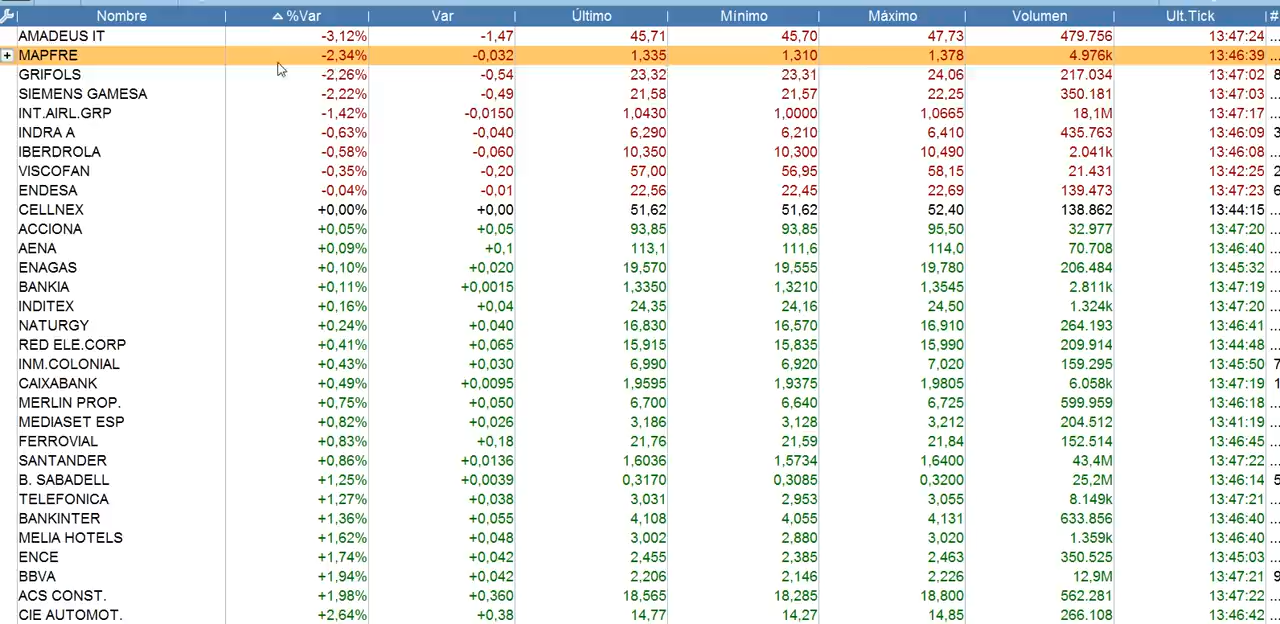 Nombre %Var Var Último Mínimo Máximo Volumen Ult.Tick #
AMADEUS IT -3,12% -1,47 45,71 45,70 47,73 479.756 13:47:24 ...
MAPFRE -2,34% -0,032 1,335 1,310 1,378 4.976k 13:46:39 ...
GRIFOLS -2,26% -0,54 23,32 23,31 24,06 217.034 13:47:02 8
SIEMENS GAMESA -2,22% -0,49 21,58 21,57 22,25 350.181 13:47:03 ...
INT.AIRL.GRP -1,42% -0,0150 1,0430 1,0000 1,0665 18,1M 13:47:17 ...
INDRA A -0,63% -0,040 6,290 6,210 6,410 435.763 13:46:09 3
IBERDROLA -0,58% -0,060 10,350 10,300 10,490 2.041k 13:46:08 ...
VISCOFAN -0,35% -0,20 57,00 56,95 58,15 21.431 13:42:25 2
ENDESA -0,04% -0,01 22,56 22,45 22,69 139.473 13:47:23 6
CELLNEX +0,00% +0,00 51,62 51,62 52,40 138.862 13:44:15 ...
ACCIONA +0,05% +0,05 93,85 93,85 95,50 32.977 13:47:20 ...
AENA +0,09% +0,1 113,1 111,6 114,0 70.708 13:46:40 ...
ENAGAS +0,10% +0,020 19,570 19,555 19,780 206.484 13:45:32 ...
BANKIA +0,11% +0,0015 1,3350 1,3210 1,3545 2.811k 13:47:19 ...
INDITEX +0,16% +0,04 24,35 24,16 24,50 1.324k 13:47:20 ...
NATURGY +0,24% +0,040 16,830 16,570 16,910 264.193 13:46:41 ...
RED ELE.CORP +0,41% +0,065 15,915 15,835 15,990 209.914 13:44:48 ...
INM.COLONIAL +0,43% +0,030 6,990 6,920 7,020 159.295 13:45:50 7
CAIXABANK +0,49% +0,0095 1,9595 1,9375 1,9805 6.058k 13:47:19 1
MERLIN PROP. +0,75% +0,050 6,700 6,640 6,725 599.959 13:46:18 ...
MEDIASET ESP +0,82% +0,026 3,186 3,128 3,212 204.512 13:41:19 ...
FERROVIAL +0,83% +0,18 21,76 21,59 21,84 152.514 13:46:45 ...
SANTANDER +0,86% +0,0136 1,6036 1,5734 1,6400 43,4M 13:47:22 ...
B. SABADELL +1,25% +0,0039 0,3170 0,3085 0,3200 25,2M 13:46:14 5
TELEFONICA +1,27% +0,038 3,031 2,953 3,055 8.149k 13:47:21 ...
BANKINTER +1,36% +0,055 4,108 4,055 4,131 633.856 13:46:40 ...
MELIA HOTELS +1,62% +0,048 3,002 2,880 3,020 1.359k 13:46:40 ...
ENCE +1,74% +0,042 2,455 2,385 2,463 350.525 13:45:03 ...
BBVA +1,94% +0,042 2,206 2,146 2,226 12,9M 13:47:21 9
ACS CONST. +1,98% +0,360 18,565 18,285 18,800 562.281 13:47:22 ...
CIE AUTOMOT. +2,64% +0,38 14,77 14,27 14,85 266.108 13:46:42 ...